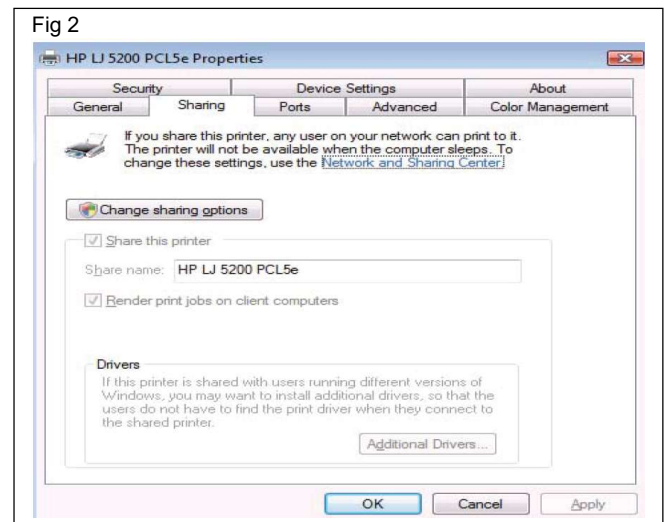 Fig 2
HP LJ 5200 PCL5e Properties
Security Device Settings About
General Sharing Ports Advanced Color Management
If you share this printer, any user on your network can print to it.
The printer will not be available when the computer sleeps. To
change these settings, use the Network and Sharing Center.
Change sharing options
Share this printer
Share name: HP LJ 5200 PCL5e
Render print jobs on client computers
Drivers
If this printer is shared with users running different versions of
Windows, you may want to install additional drivers, so that the
users do not have to find the print driver when they connect to
the shared printer.
Additional Drivers...
OK Cancel Apply